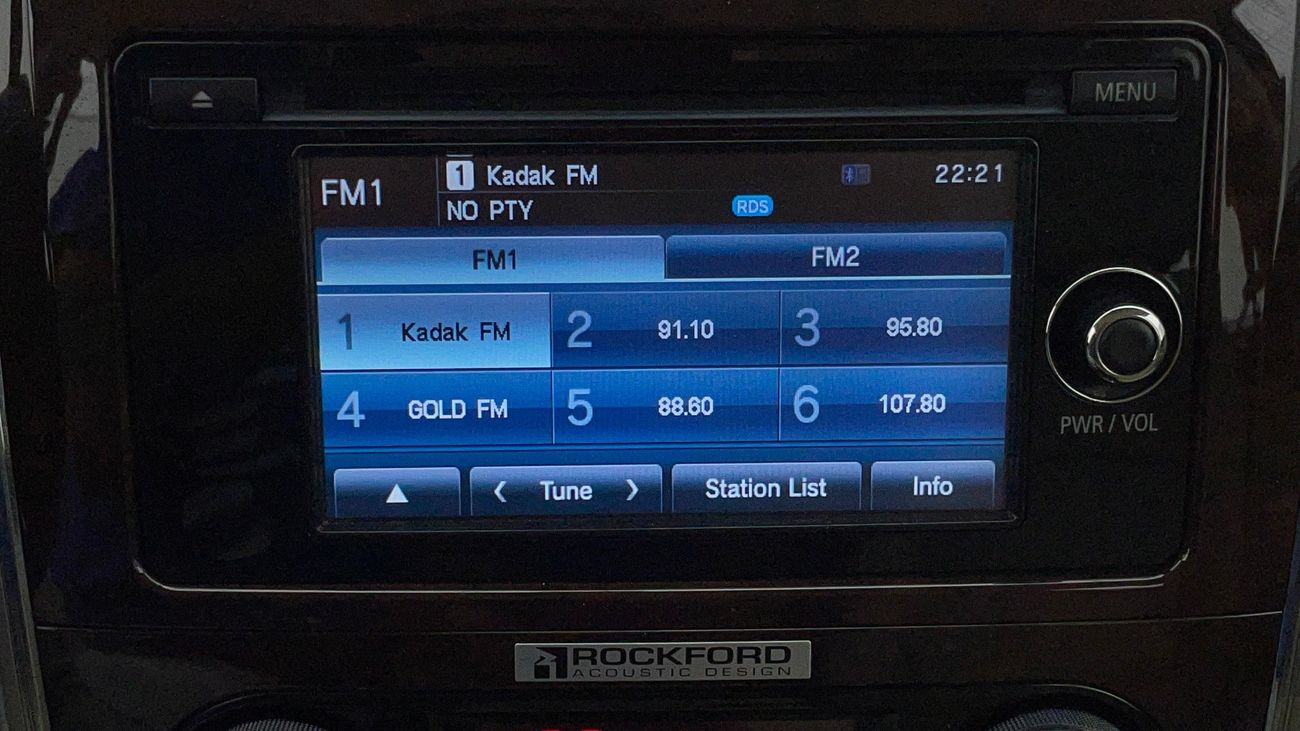 MENU
FM1
1 Kadak FM
22:21
NO PTY
RDS
FM1
FM2
1 Kadak FM
2 91.10
3 95.80
4 GOLD FM
5 88.60
6 107.80
Tune
Station List
Info
PWR / VOL
ROCKFORD
ACOUSTIC DESIGN